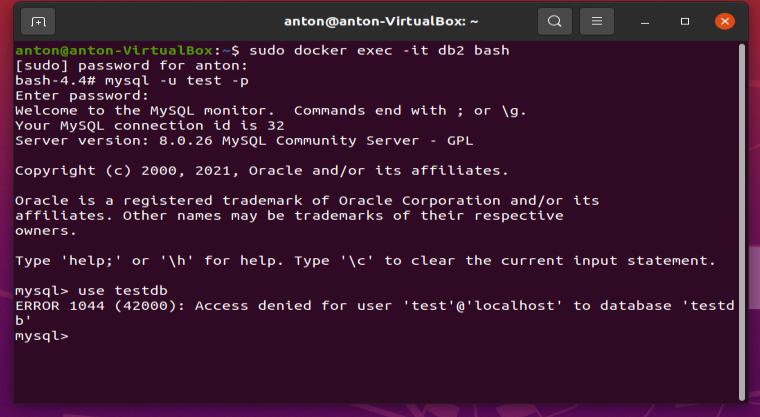 anton@anton-VirtualBox: ~
anton@anton-VirtualBox:~$ sudo docker exec -it db2 bash
[sudo] password for anton:
bash-4.4# mysql -u test -p
Enter password:
Welcome to the MySQL monitor.  Commands end with ; or \g.
Your MySQL connection id is 32
Server version: 8.0.26 MySQL Community Server - GPL

Copyright (c) 2000, 2021, Oracle and/or its affiliates.

Oracle is a registered trademark of Oracle Corporation and/or its
affiliates. Other names may be trademarks of their respective
owners.

Type 'help;' or '\h' for help. Type '\c' to clear the current input statement.

mysql> use testdb
ERROR 1044 (42000): Access denied for user 'test'@'localhost' to database 'testd
b'
mysql>